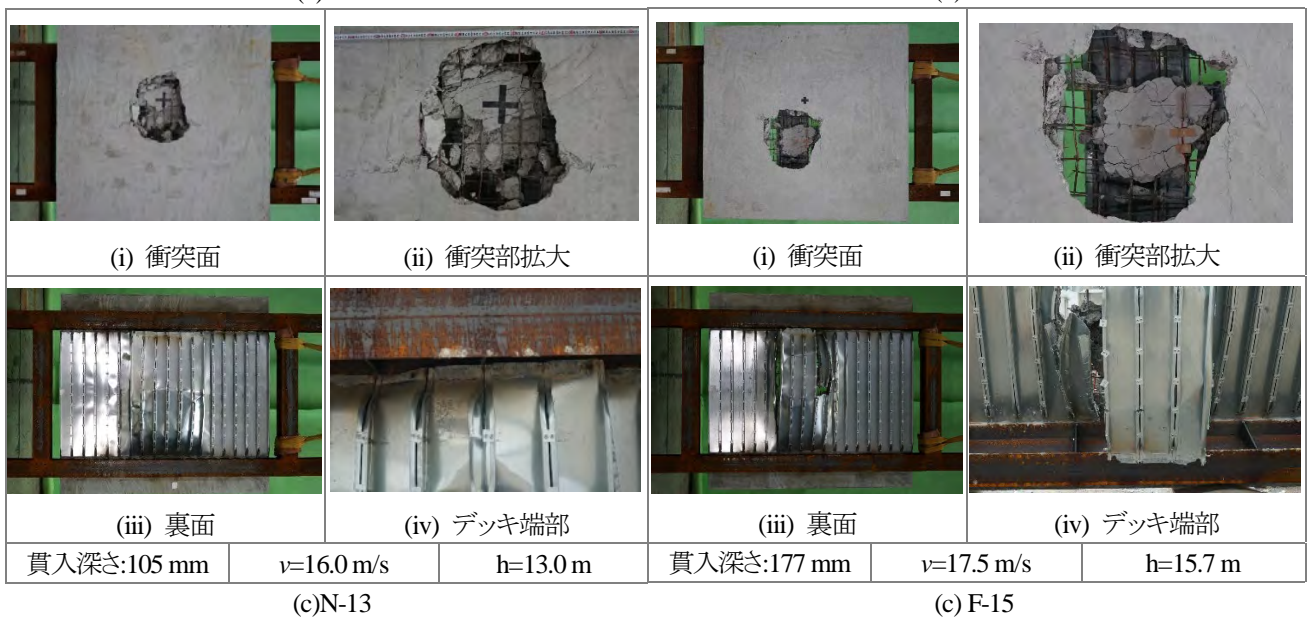 (i) 衝突面
(ii) 衝突部拡大
(i) 衝突面
(ii) 衝突部拡大
(iii) 裏面
(iv) デッキ端部
(iii) 裏面
(iv) デッキ端部
貫入深さ:105 mm
v=16.0 m/s
h=13.0 m
貫入深さ:177 mm
v=17.5 m/s
h=15.7 m
(c)N-13
(c) F-15